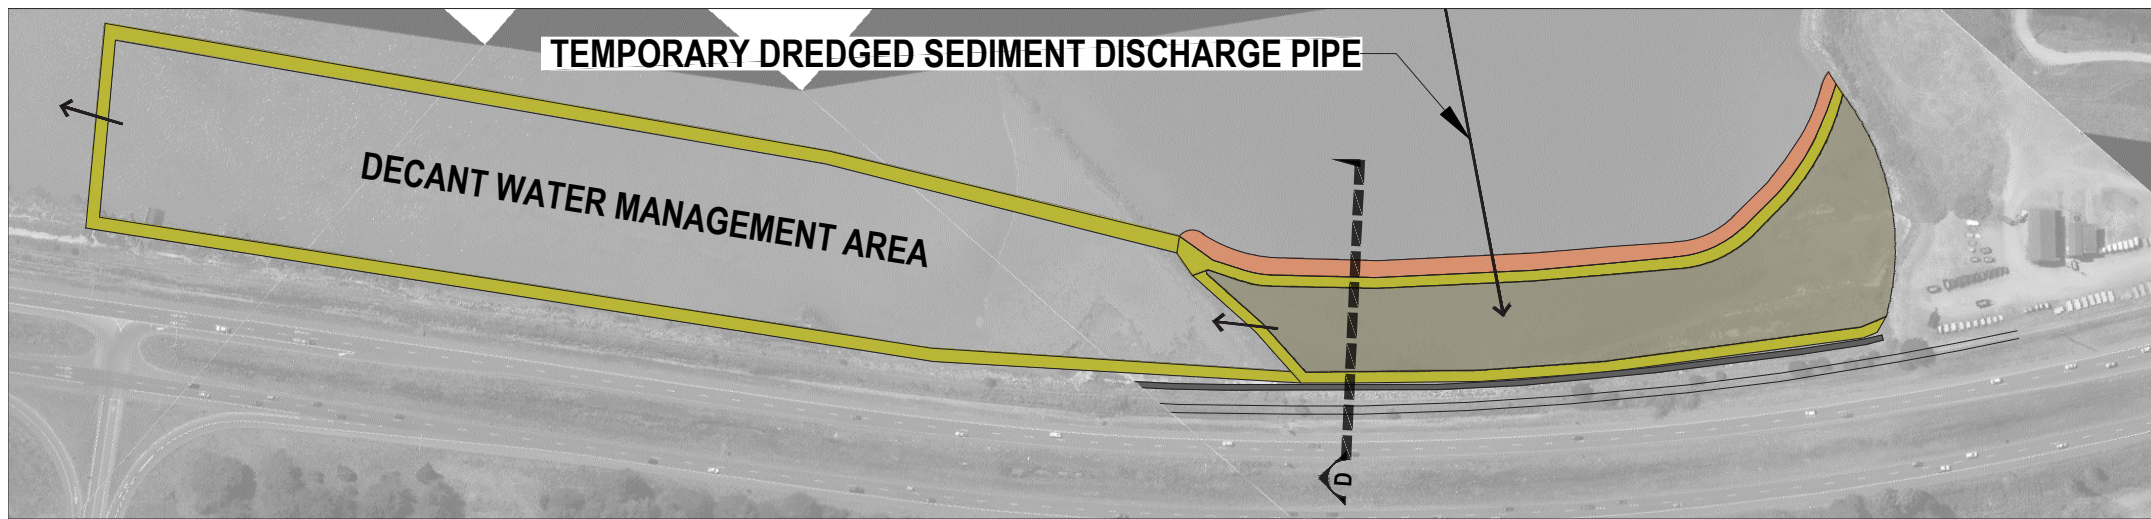 TEMPORARY DREDGED SEDIMENT DISCHARGE PIPE
DECANT WATER MANAGEMENT AREA
D